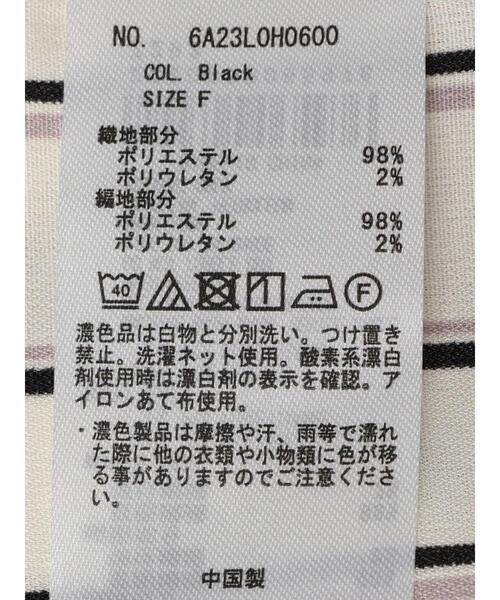 NO. 6A23L0H0600
COL. Black
SIZE F
織地部分
ポリエステル 98%
ポリウレタン 2%
編地部分
ポリエステル 98%
ポリウレタン 2%
40 F
濃色品は白物と分別洗い。つけ置き
禁止。洗濯ネット使用。酸素系漂白
剤使用時は漂白剤の表示を確認。ア
イロンあて布使用。
・濃色製品は摩擦や汗、雨等で濡れ
た際に他の衣類や小物類に色が移
る事がありますのでご注意くださ
い。
中国製